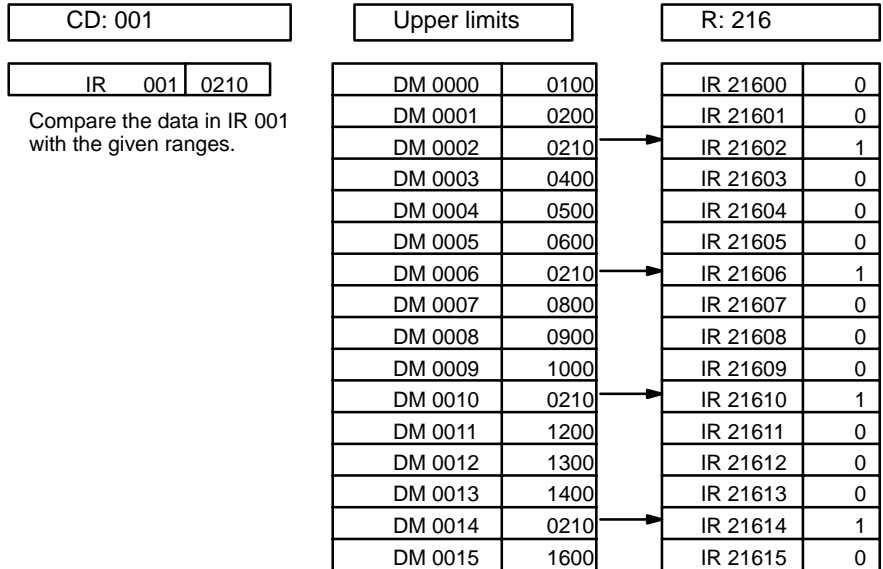 CD: 001 Upper limits R: 216
IR 001 0210
Compare the data in IR 001
with the given ranges.
DM 0000 0100 IR 21600 0
DM 0001 0200 IR 21601 0
DM 0002 0210 IR 21602 1
DM 0003 0400 IR 21603 0
DM 0004 0500 IR 21604 0
DM 0005 0600 IR 21605 0
DM 0006 0210 IR 21606 1
DM 0007 0800 IR 21607 0
DM 0008 0900 IR 21608 0
DM 0009 1000 IR 21609 0
DM 0010 0210 IR 21610 1
DM 0011 1200 IR 21611 0
DM 0012 1300 IR 21612 0
DM 0013 1400 IR 21613 0
DM 0014 0210 IR 21614 1
DM 0015 1600 IR 21615 0